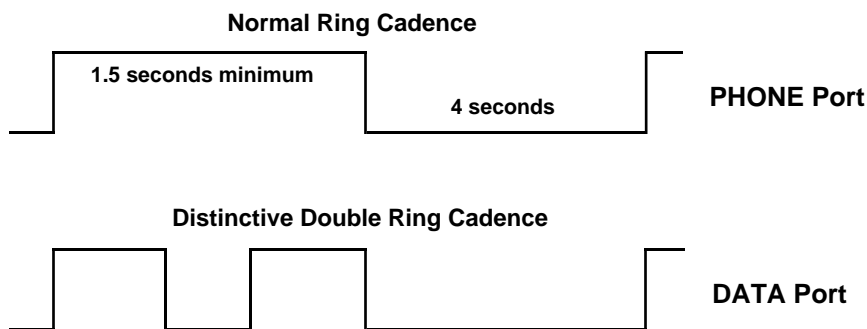 Normal Ring Cadence
1.5 seconds minimum
4 seconds
PHONE Port
Distinctive Double Ring Cadence
DATA Port